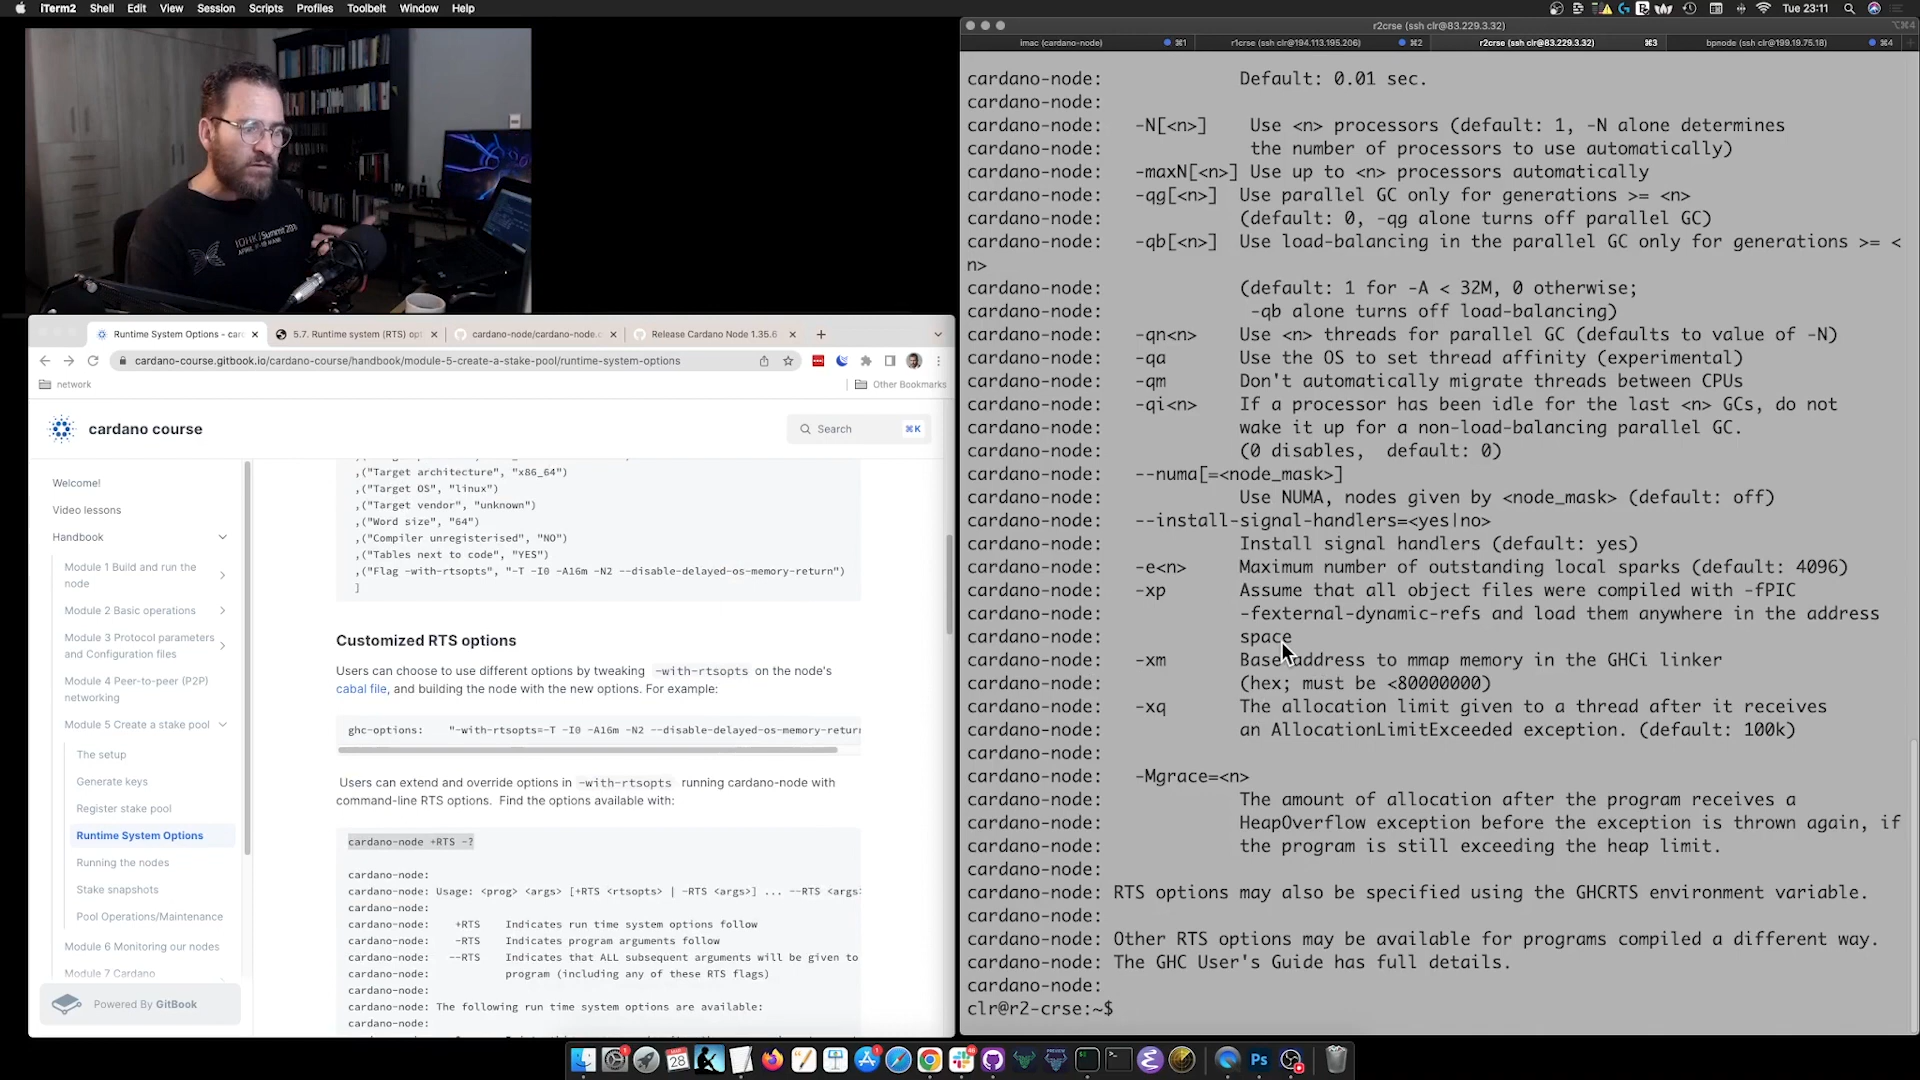 iTerm2 Shell Edit View Session Scripts Profiles Toolbelt Window Help
Tue 23:11
r2crse (ssh clr@83.229.3.32)
⌥⌘4
imac (cardano-node) ⌘1
r1crse (ssh clr@194.113.195.206) ⌘2
r2crse (ssh clr@83.229.3.32) ⌘3
bpnode (ssh clr@199.19.75.18) ⌘4
IOHK | Summit 20
Runtime System Options - car
5.7. Runtime system (RTS) opt
cardano-node/cardano-node.c
Release Cardano Node 1.35.6
cardano-course.gitbook.io/cardano-course/handbook/module-5-create-a-stake-pool/runtime-system-options
network
Other Bookmarks
cardano course
Search ⌘K
Welcome!
Video lessons
Handbook
Module 1 Build and run the
node
Module 2 Basic operations
Module 3 Protocol parameters
and Configuration files
Module 4 Peer-to-peer (P2P)
networking
Module 5 Create a stake pool
The setup
Generate keys
Register stake pool
Runtime System Options
Running the nodes
Stake snapshots
Pool Operations/Maintenance
Module 6 Monitoring our nodes
Module 7 Cardano
Powered By GitBook
,("Target architecture", "x86_64")
,("Target OS", "linux")
,("Target vendor", "unknown")
,("Word size", "64")
,("Compiler unregisterised", "NO")
,("Tables next to code", "YES")
,("Flag -with-rtsopts", "-T -I0 -A16m -N2 --disable-delayed-os-memory-return")
]
Customized RTS options
Users can choose to use different options by tweaking -with-rtsopts on the node's
cabal file, and building the node with the new options. For example:
ghc-options: "-with-rtsopts=-T -I0 -A16m -N2 --disable-delayed-os-memory-return
Users can extend and override options in -with-rtsopts running cardano-node with
command-line RTS options. Find the options available with:
cardano-node +RTS -?
cardano-node:
cardano-node: Usage: <prog> <args> [+RTS <rtsopts> | -RTS <args>] ... --RTS <args>
cardano-node:
cardano-node: +RTS Indicates run time system options follow
cardano-node: -RTS Indicates program arguments follow
cardano-node: --RTS Indicates that ALL subsequent arguments will be given to
cardano-node: program (including any of these RTS flags)
cardano-node:
cardano-node: The following run time system options are available:
cardano-node:
cardano-node: Default: 0.01 sec.
cardano-node:
cardano-node: -N[<n>] Use <n> processors (default: 1, -N alone determines
cardano-node: the number of processors to use automatically)
cardano-node: -maxN[<n>] Use up to <n> processors automatically
cardano-node: -qg[<n>] Use parallel GC only for generations >= <n>
cardano-node: (default: 0, -qg alone turns off parallel GC)
cardano-node: -qb[<n>] Use load-balancing in the parallel GC only for generations >= <
n>
cardano-node: (default: 1 for -A < 32M, 0 otherwise;
cardano-node: -qb alone turns off load-balancing)
cardano-node: -qn<n> Use <n> threads for parallel GC (defaults to value of -N)
cardano-node: -qa Use the OS to set thread affinity (experimental)
cardano-node: -qm Don't automatically migrate threads between CPUs
cardano-node: -qi<n> If a processor has been idle for the last <n> GCs, do not
cardano-node: wake it up for a non-load-balancing parallel GC.
cardano-node: (0 disables, default: 0)
cardano-node: --numa[=<node_mask>]
cardano-node: Use NUMA, nodes given by <node_mask> (default: off)
cardano-node: --install-signal-handlers=<yes|no>
cardano-node: Install signal handlers (default: yes)
cardano-node: -e<n> Maximum number of outstanding local sparks (default: 4096)
cardano-node: -xp Assume that all object files were compiled with -fPIC
cardano-node: -fexternal-dynamic-refs and load them anywhere in the address
cardano-node: space
cardano-node: -xm Base address to mmap memory in the GHCi linker
cardano-node: (hex; must be <80000000)
cardano-node: -xq The allocation limit given to a thread after it receives
cardano-node: an AllocationLimitExceeded exception. (default: 100k)
cardano-node:
cardano-node: -Mgrace=<n>
cardano-node: The amount of allocation after the program receives a
cardano-node: HeapOverflow exception before the exception is thrown again, if
cardano-node: the program is still exceeding the heap limit.
cardano-node:
cardano-node: RTS options may also be specified using the GHCRTS environment variable.
cardano-node:
cardano-node: Other RTS options may be available for programs compiled a different way.
cardano-node: The GHC User's Guide has full details.
cardano-node:
clr@r2-crse:~$
MAR
28
Ps